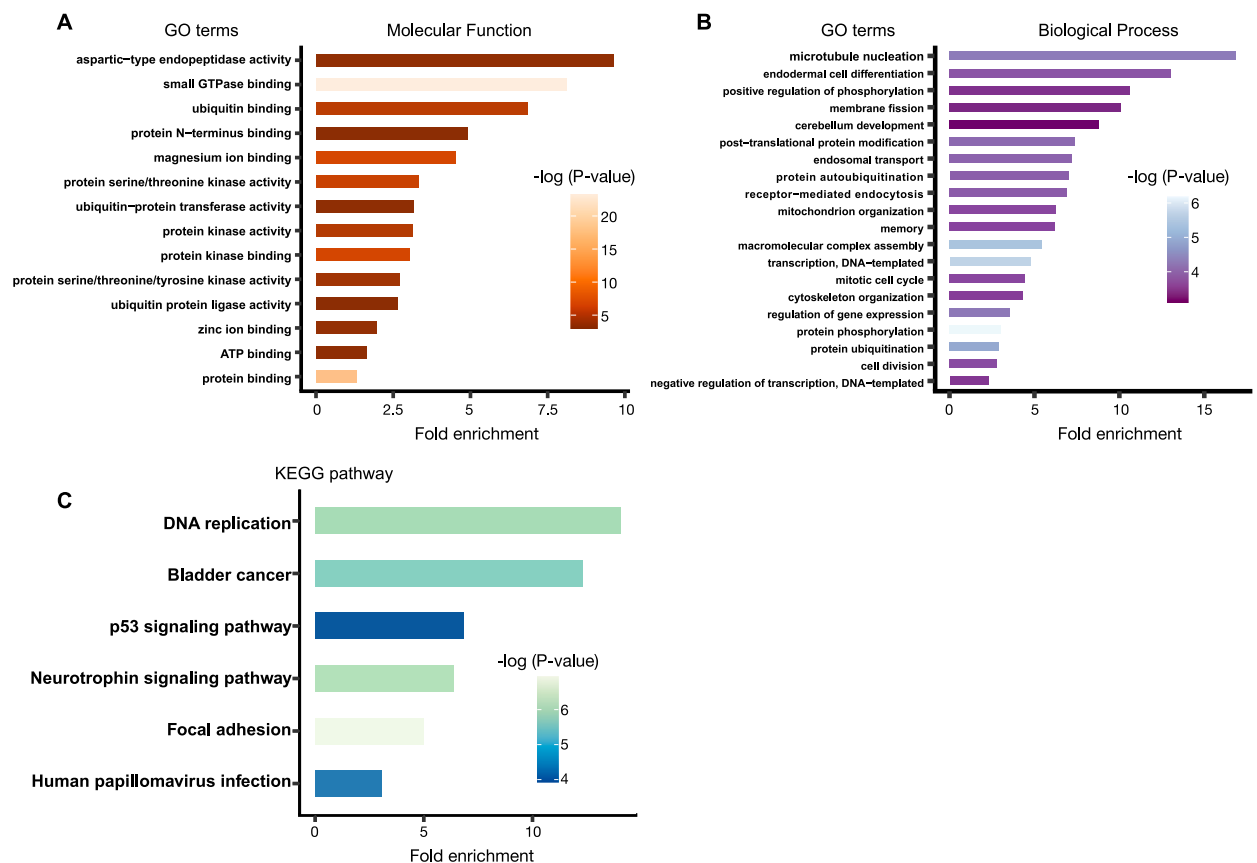 A
GO terms
Molecular Function
aspartic−type endopeptidase activity
small GTPase binding
ubiquitin binding
protein N−terminus binding
magnesium ion binding
protein serine/threonine kinase activity
ubiquitin−protein transferase activity
protein kinase activity
protein kinase binding
protein serine/threonine/tyrosine kinase activity
ubiquitin protein ligase activity
zinc ion binding
ATP binding
protein binding
0 2.5 5 7.5 10
Fold enrichment
-log (P-value)
20
15
10
5
B
GO terms
Biological Process
microtubule nucleation
endodermal cell differentiation
positive regulation of phosphorylation
membrane fission
cerebellum development
post−translational protein modification
endosomal transport
protein autoubiquitination
receptor−mediated endocytosis
mitochondrion organization
memory
macromolecular complex assembly
transcription, DNA−templated
mitotic cell cycle
cytoskeleton organization
regulation of gene expression
protein phosphorylation
protein ubiquitination
cell division
negative regulation of transcription, DNA−templated
0 5 10 15
Fold enrichment
-log (P-value)
6
5
4
C
KEGG pathway
DNA replication
Bladder cancer
p53 signaling pathway
Neurotrophin signaling pathway
Focal adhesion
Human papillomavirus infection
0 5 10
Fold enrichment
-log (P-value)
6
5
4